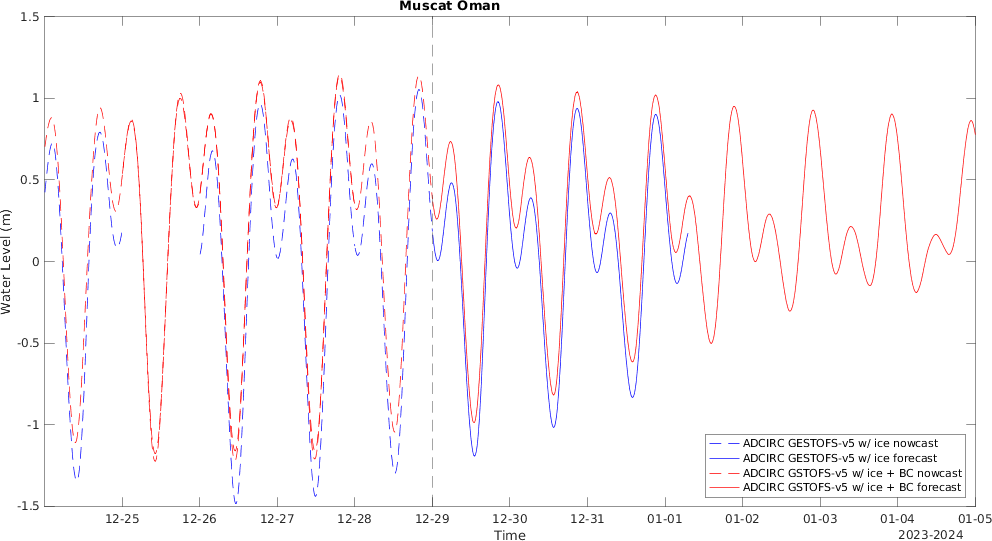 Muscat Oman
1.5
1
0.5
0
-0.5
-1
-1.5
Water Level (m)
12-25 12-26 12-27 12-28 12-29 12-30 12-31 01-01 01-02 01-03 01-04 01-05
Time
2023-2024
ADCIRC GESTOFS-v5 w/ ice nowcast
ADCIRC GESTOFS-v5 w/ ice forecast
ADCIRC GSTOFS-v5 w/ ice + BC nowcast
ADCIRC GSTOFS-v5 w/ ice + BC forecast